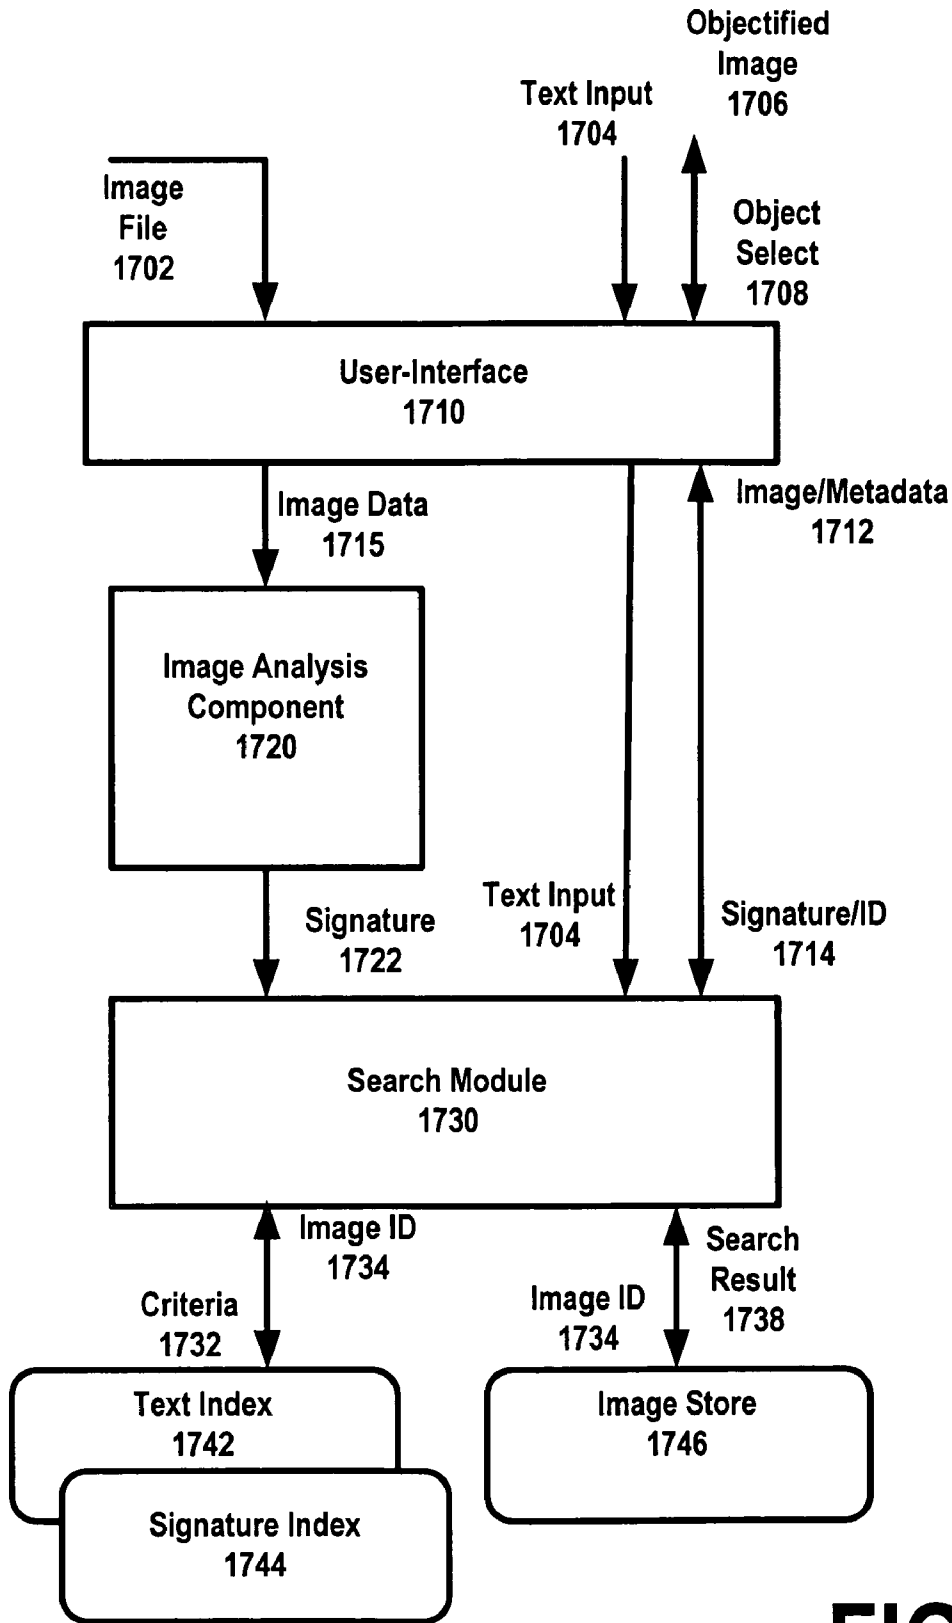 Objectified
Image
1706
Text Input
1704
Image
File
1702
Object
Select
1708
User-Interface
1710
Image Data
1715
Image/Metadata
1712
Image Analysis
Component
1720
Signature
1722
Text Input
1704
Signature/ID
1714
Search Module
1730
Image ID
1734
Search
Result
1738
Criteria
1732
Image ID
1734
Text Index
1742
Image Store
1746
Signature Index
1744